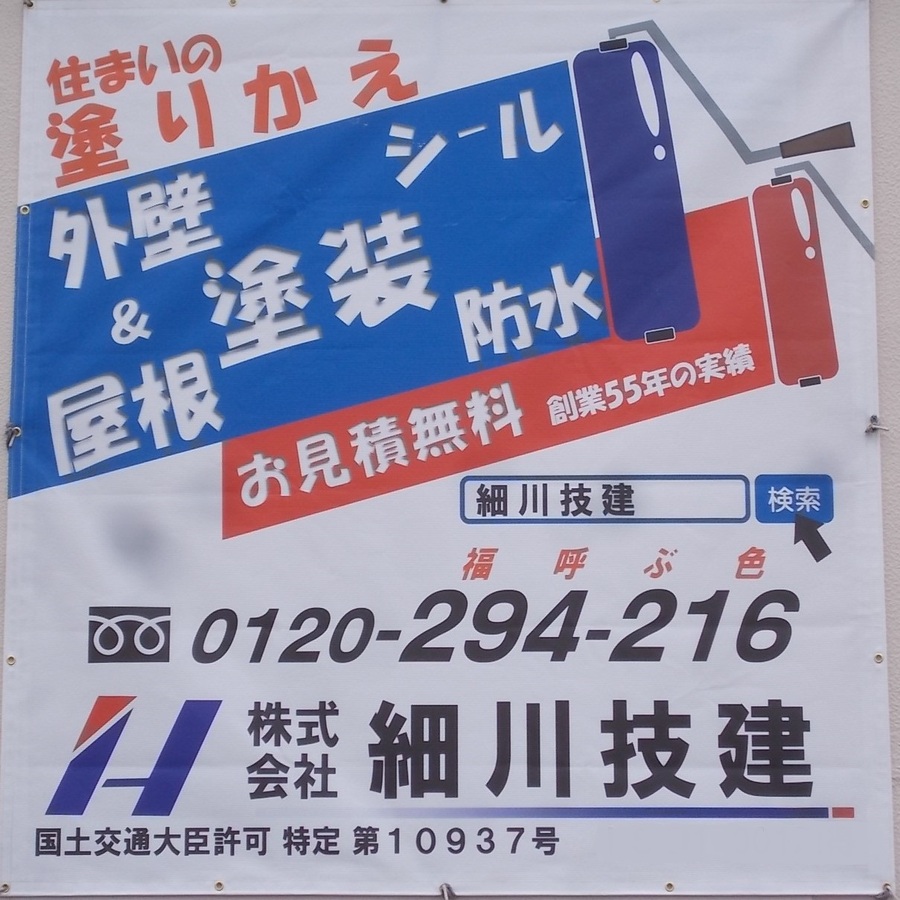 住まいの
塗りかえ
シール
外壁
&
塗装
屋根
防水
お見積無料
創業55年の実績
細川技建
検索
福呼ぶ色
0120-294-216
株式会社
細川技建
国土交通大臣許可 特定 第10937号